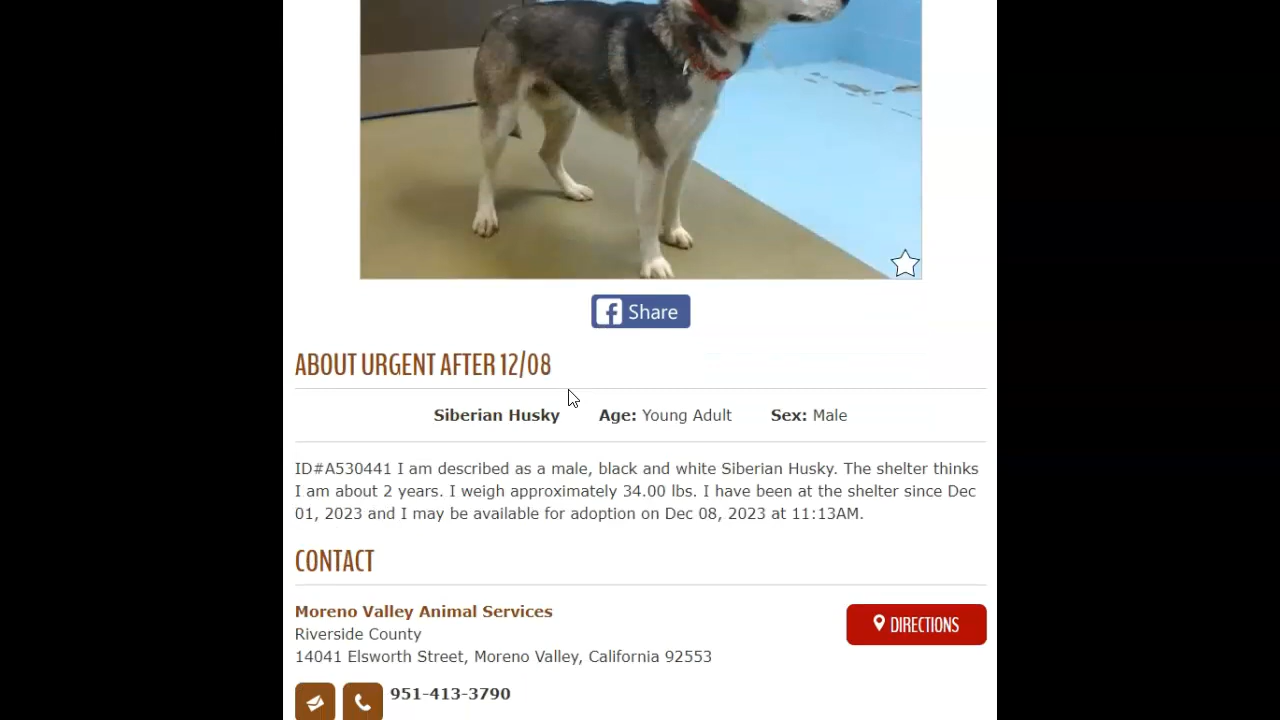 Share
ABOUT URGENT AFTER 12/08
Siberian Husky Age: Young Adult Sex: Male
ID#A530441 I am described as a male, black and white Siberian Husky. The shelter thinks
I am about 2 years. I weigh approximately 34.00 lbs. I have been at the shelter since Dec
01, 2023 and I may be available for adoption on Dec 08, 2023 at 11:13AM.
CONTACT
Moreno Valley Animal Services
Riverside County
DIRECTIONS
14041 Elsworth Street, Moreno Valley, California 92553
951-413-3790